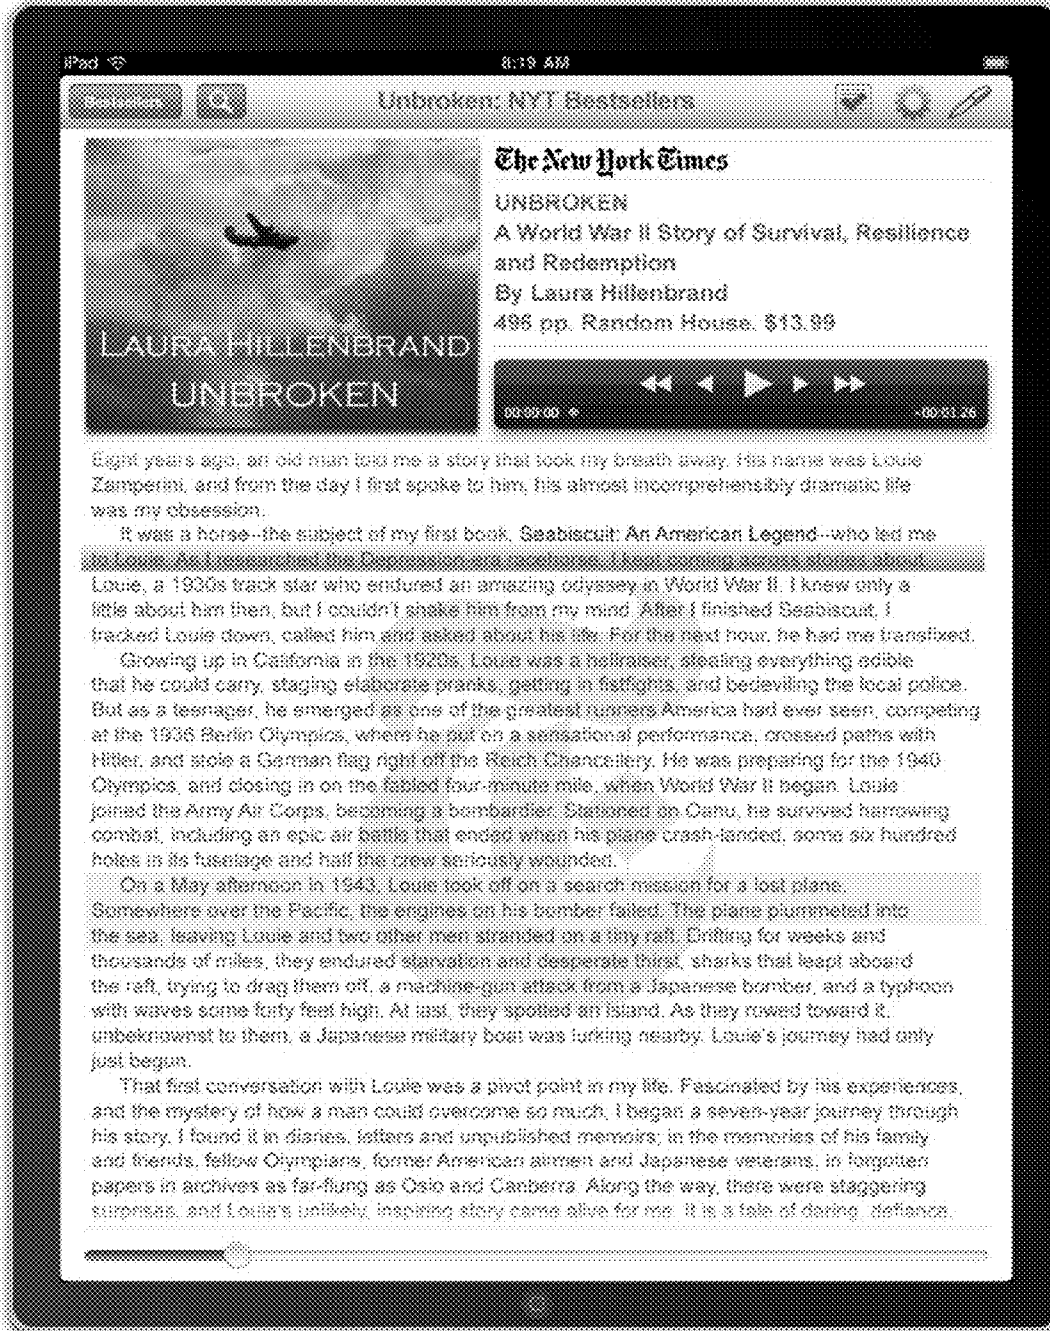 iPad
8:19 AM
Unbroken: NYT Bestsellers
The New York Times
UNBROKEN
A World War II Story of Survival, Resilience
and Redemption
By Laura Hillenbrand
496 pp. Random House. $13.99
LAURA HILLENBRAND
UNBROKEN
00:00:00
-00:01:26
Eight years ago, an old man told me a story that took my breath away. His name was Louie
Zamperini, and from the day I first spoke to him, his almost incomprehensibly dramatic life
was my obsession.
It was a horse--the subject of my first book, Seabiscuit: An American Legend--who led me
to Louie. As I researched the Depression-era racehorse, I kept coming across stories about
Louie, a 1930s track star who endured an amazing odyssey in World War II. I knew only a
little about him then, but I couldn't shake him from my mind. After I finished Seabiscuit, I
tracked Louie down, called him and asked about his life. For the next hour, he had me transfixed.
Growing up in California in the 1920s, Louie was a hellraiser, stealing everything edible
that he could carry, staging elaborate pranks, getting in fistfights, and bedeviling the local police.
But as a teenager, he emerged as one of the greatest runners America had ever seen, competing
at the 1936 Berlin Olympics, where he put on a sensational performance, crossed paths with
Hitler, and stole a German flag right off the Reich Chancellery. He was preparing for the 1940
Olympics, and closing in on the fabled four-minute mile, when World War II began. Louie
joined the Army Air Corps, becoming a bombardier. Stationed on Oahu, he survived harrowing
combat, including an epic air battle that ended when his plane crash-landed, some six hundred
holes in its fuselage and half the crew seriously wounded.
On a May afternoon in 1943, Louie took off on a search mission for a lost plane.
Somewhere over the Pacific, the engines on his bomber failed. The plane plummeted into
the sea, leaving Louie and two other men stranded on a tiny raft. Drifting for weeks and
thousands of miles, they endured starvation and desperate thirst, sharks that leapt aboard
the raft, trying to drag them off, a machine-gun attack from a Japanese bomber, and a typhoon
with waves some forty feet high. At last, they spotted an island. As they rowed toward it,
unbeknownst to them, a Japanese military boat was lurking nearby. Louie's journey had only
just begun.
That first conversation with Louie was a pivot point in my life. Fascinated by his experiences,
and the mystery of how a man could overcome so much, I began a seven-year journey through
his story. I found it in diaries, letters and unpublished memoirs; in the memories of his family
and friends, fellow Olympians, former American airmen and Japanese veterans; in forgotten
papers in archives as far-flung as Oslo and Canberra. Along the way, there were staggering
surprises, and Louie's unlikely, inspiring story came alive for me. It is a tale of daring, defiance,